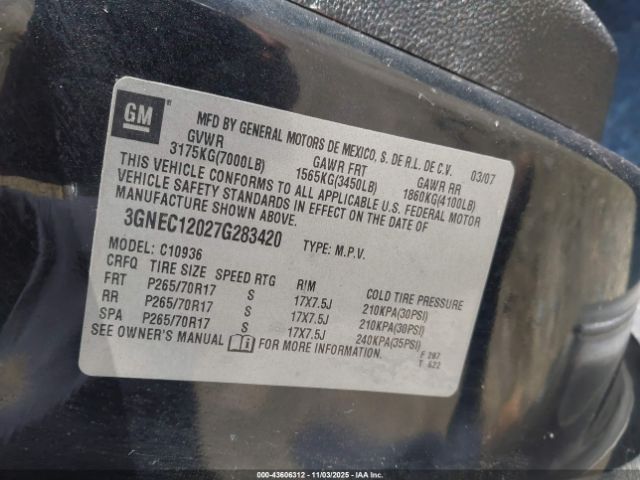 GM
MFD BY GENERAL MOTORS DE MEXICO, S. DE R.L. DE C.V. 03/07
GVWR GAWR FRT GAWR RR
3175KG(7000LB) 1565KG(3450LB) 1860KG(4100LB)
THIS VEHICLE CONFORMS TO ALL APPLICABLE U.S. FEDERAL MOTOR
VEHICLE SAFETY STANDARDS IN EFFECT ON THE DATE OF
MANUFACTURE SHOWN ABOVE.
3GNEC12027G283420 TYPE: M.P.V.
MODEL: C10936
CRFQ TIRE SIZE SPEED RTG RIM COLD TIRE PRESSURE
FRT P265/70R17 S 17X7.5J 210KPA(30PSI)
RR P265/70R17 S 17X7.5J 210KPA(30PSI)
SPA P265/70R17 S 17X7.5J 240KPA(35PSI)
SEE OWNER'S MANUAL FOR MORE INFORMATION.
F 287
T 622
000-43606312 - 11/03/2025 - IAAI.COM